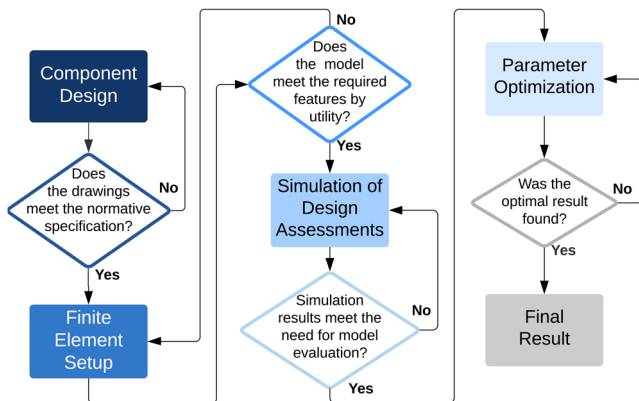 Component
Design
Does
the drawings
meet the normative
specification?
No
Yes
Finite
Element
Setup
No
Does
the model
meet the required
features by
utility?
Yes
Simulation of
Design
Assessments
Simulation
results meet the
need for model
evaluation?
No
Yes
Parameter
Optimization
Was the
optimal result
found?
No
Yes
Final
Result